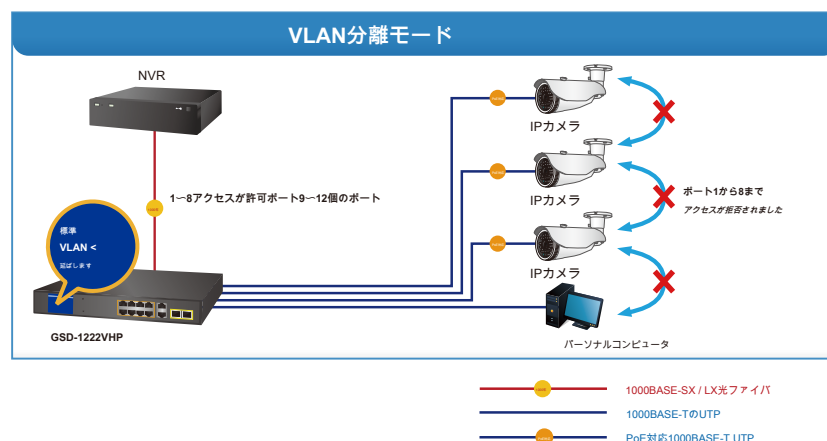 VLAN分離モード
NVR
IPカメラ
1〜8アクセスが許可ポート9〜12個のポート
IPカメラ
ポート1から8まで
アクセスが拒否されました
標準
VLAN <
延ばします
IPカメラ
GSD-1222VHP
パーソナルコンピュータ
1000BASE-SX / LX光ファイバ
1000BASE-TのUTP
PoE対応1000BASE-T UTP